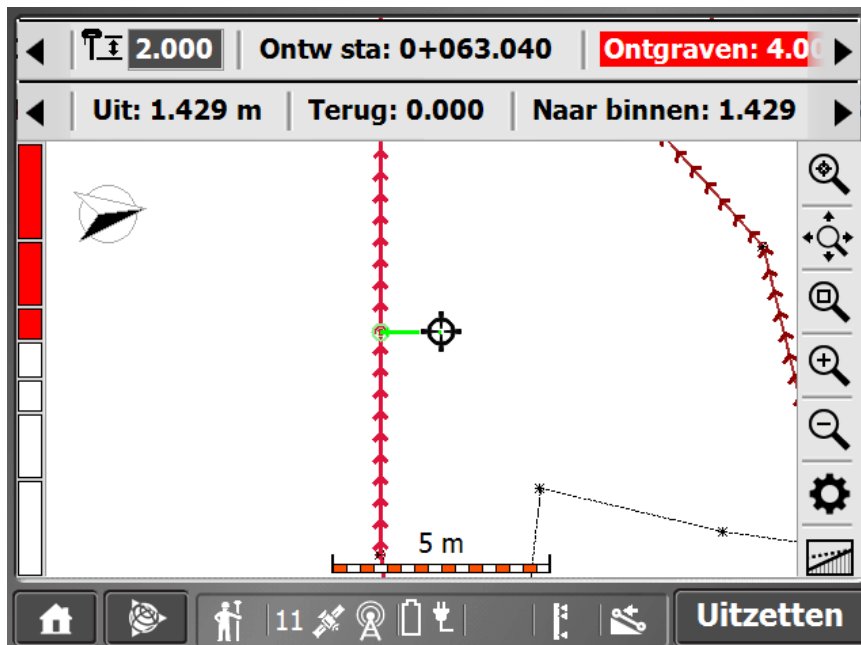 2.000 Ontw sta: 0+063.040 Ontgraven: 4.00
Uit: 1.429 m Terug: 0.000 Naar binnen: 1.429
5 m
11 Uitzetten